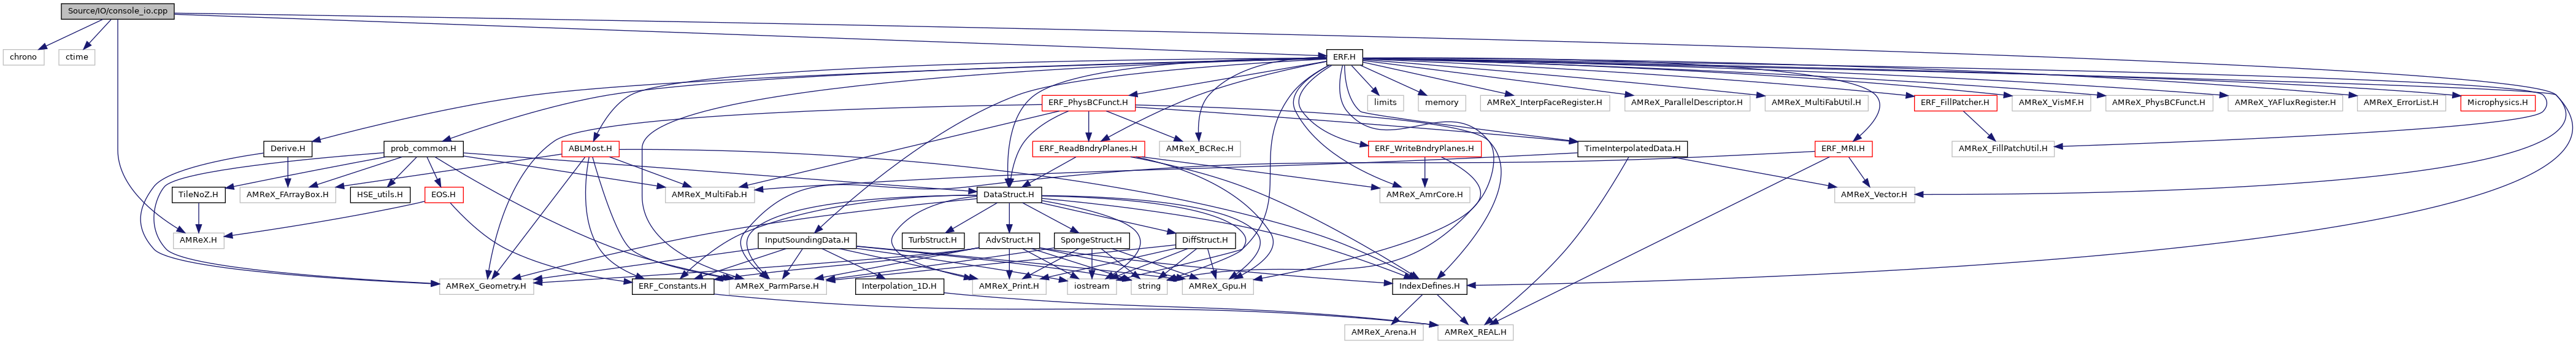 Source/IO/console_io.cpp
chrono
ctime
ERF.H
ERF_PhysBCFunct.H
limits
memory
AMReX_InterpFaceRegister.H
AMReX_ParallelDescriptor.H
AMReX_MultiFabUtil.H
ERF_FillPatcher.H
AMReX_VisMF.H
AMReX_PhysBCFunct.H
AMReX_YAFluxRegister.H
AMReX_ErrorList.H
Microphysics.H
Derive.H
prob_common.H
ABLMost.H
ERF_ReadBndryPlanes.H
AMReX_BCRec.H
ERF_WriteBndryPlanes.H
TimeInterpolatedData.H
ERF_MRI.H
AMReX_FillPatchUtil.H
TileNoZ.H
AMReX_FArrayBox.H
HSE_utils.H
EOS.H
AMReX_MultiFab.H
DataStruct.H
AMReX_AmrCore.H
AMReX_Vector.H
AMReX.H
InputSoundingData.H
TurbStruct.H
AdvStruct.H
SpongeStruct.H
DiffStruct.H
AMReX_Geometry.H
ERF_Constants.H
AMReX_ParmParse.H
Interpolation_1D.H
AMReX_Print.H
iostream
string
AMReX_Gpu.H
IndexDefines.H
AMReX_Arena.H
AMReX_REAL.H